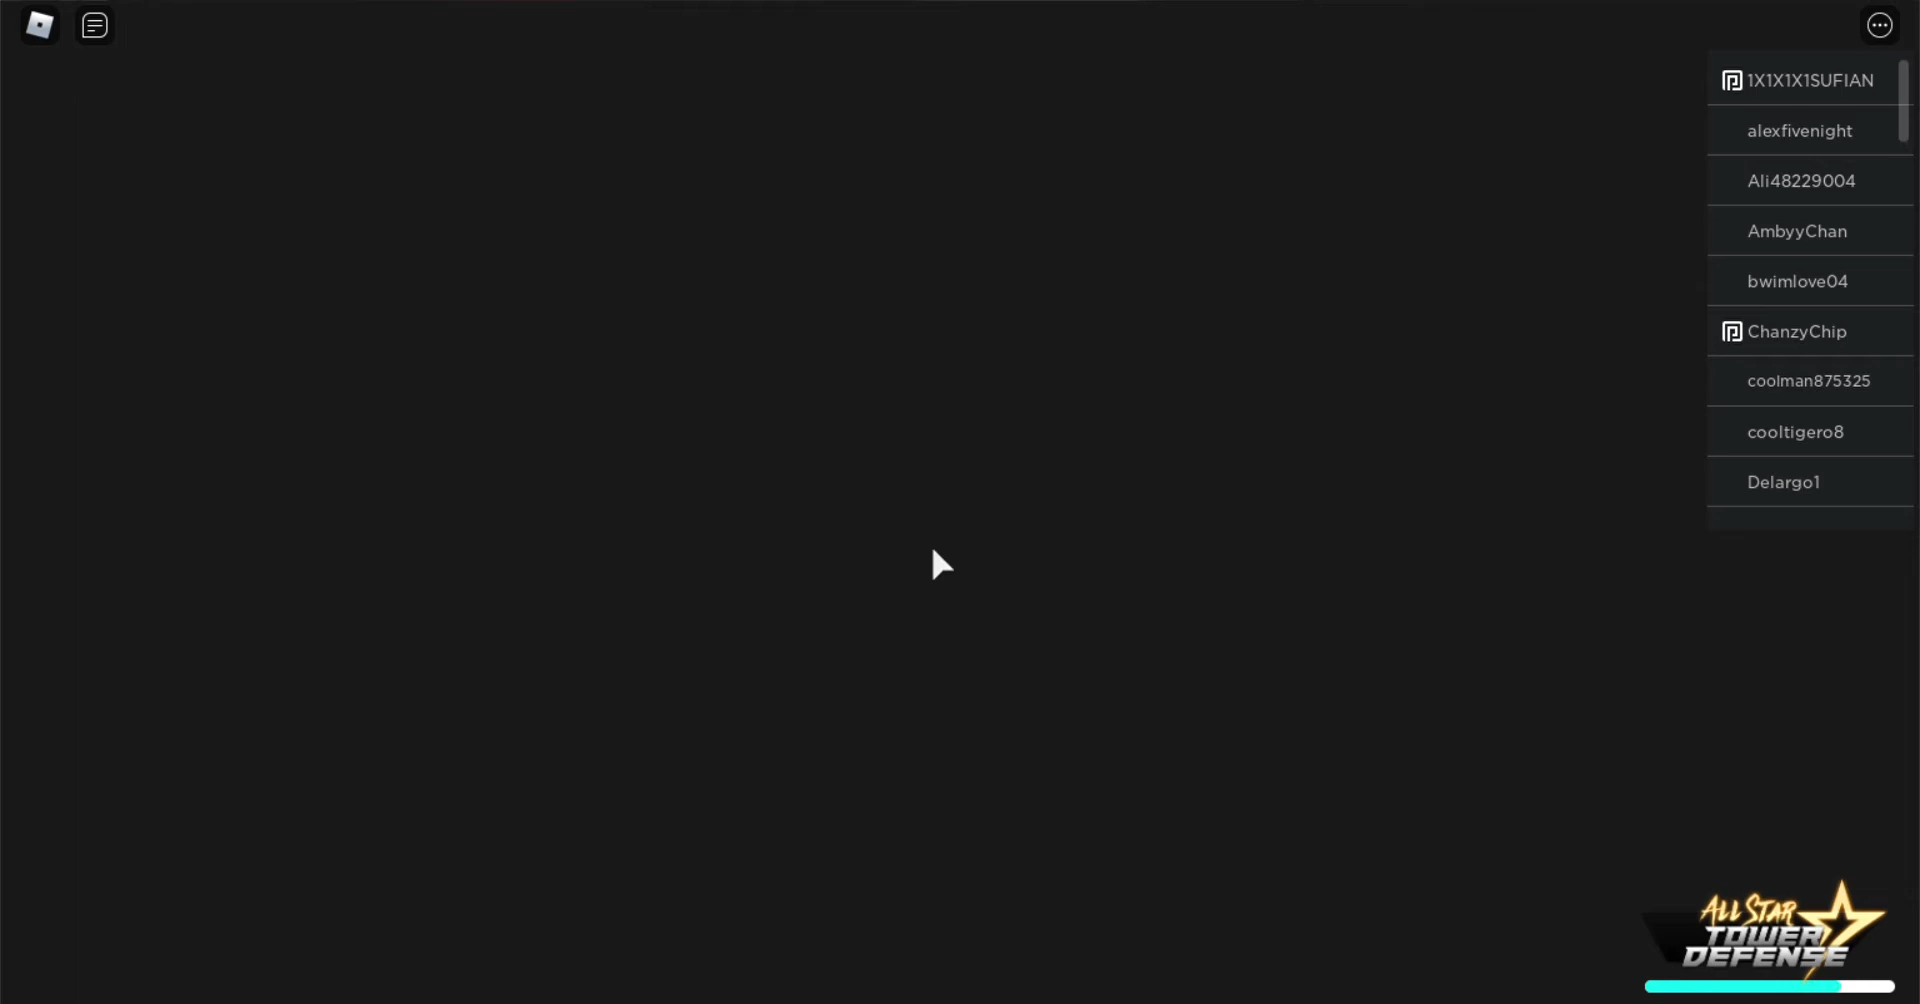 1X1X1X1SUFIAN
alexfivenight
Ali48229004
AmbyyChan
bwimlove04
ChanzyChip
coolman875325
cooltigero8
Delargo1
ALL STAR
TOWER
DEFENSE